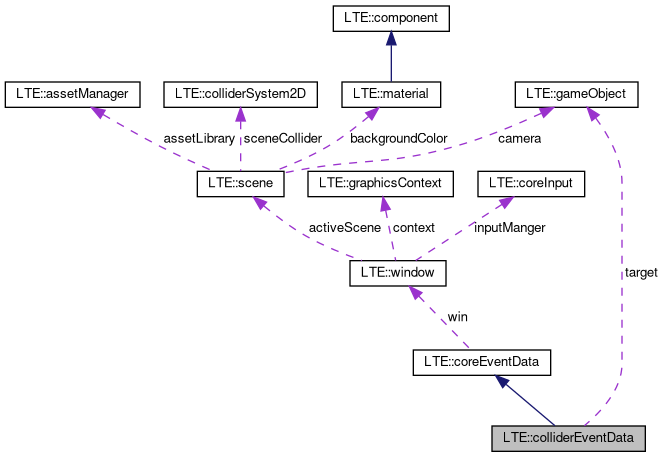 LTE::component
LTE::assetManager
LTE::colliderSystem2D
LTE::material
LTE::gameObject
assetLibrary
sceneCollider
backgroundColor
camera
LTE::scene
LTE::graphicsContext
LTE::coreInput
activeScene
context
inputManger
LTE::window
target
win
LTE::coreEventData
LTE::colliderEventData